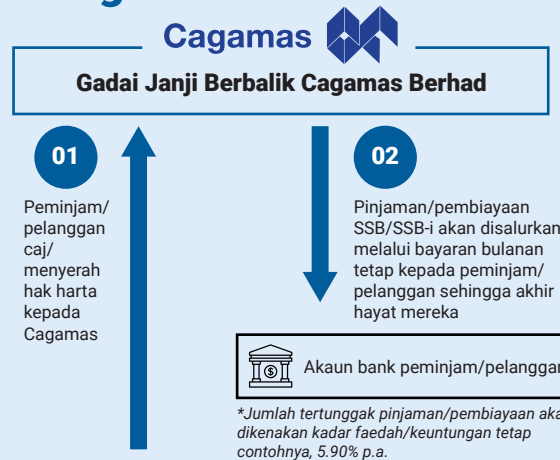 Cagamas
Gadai Janji Berbalik Cagamas Berhad
01
Peminjam/
pelanggan
caj/
menyerah
hak harta
kepada
Cagamas
02
Pinjaman/pembiayaan
SSB/SSB-i akan disalurkan
melalui bayaran bulanan
tetap kepada peminjam/
pelanggan sehingga akhir
hayat mereka
Akaun bank peminjam/pelanggan
*Jumlah tertunggak pinjaman/pembiayaan aka
dikenakan kadar faedah/keuntungan tetap
contohnya, 5.90% p.a.